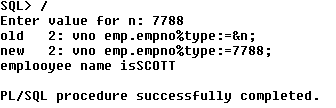 SQL> /
Enter value for n: 7788
old   2: vno emp.empno%type:=&n;
new   2: vno emp.empno%type:=7788;
emplooyee name isSCOTT
PL/SQL procedure successfully completed.